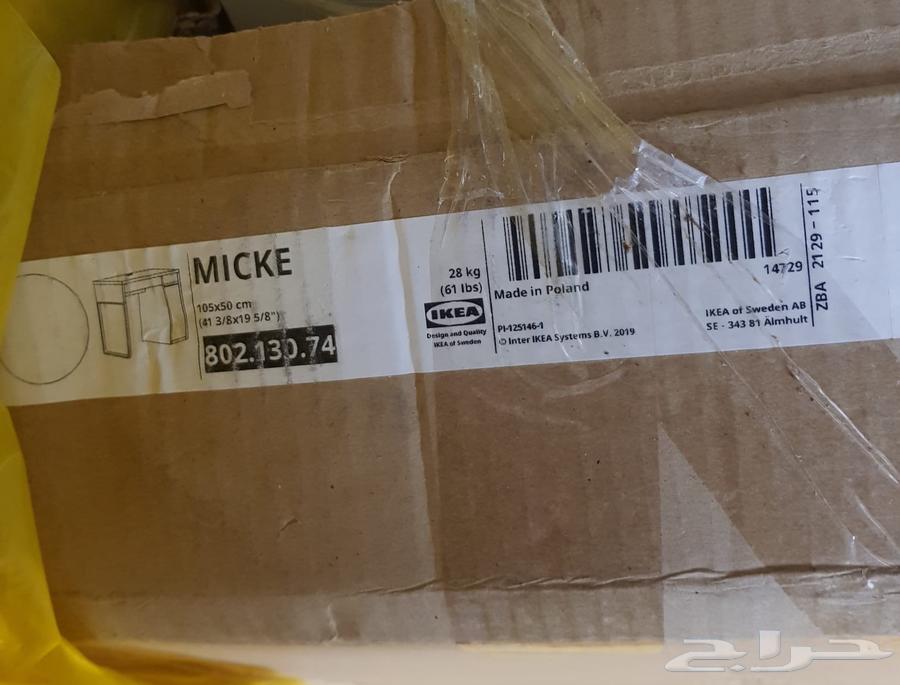 MICKE
105x50 cm
(41 3/8x19 5/8")
802.130.74
28 kg
(61 lbs)
IKEA
Design and Quality
IKEA of Sweden
Made in Poland
PI-125146-1
© Inter IKEA Systems B.V. 2019
14729
IKEA of Sweden AB
SE - 343 81 Älmhult
ZBA 2129 - 115
حراج